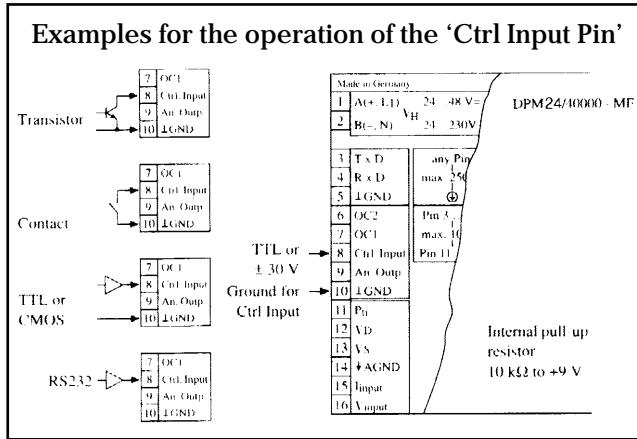 Examples for the operation of the 'Ctrl Input Pin'
Transistor
7 OC1
8 Ctrl. Input
9 An. Outp
10 ⊥GND
Contact
7 OC1
8 Ctrl. Input
9 An. Outp
10 ⊥GND
TTL or
CMOS
7 OC1
8 Ctrl. Input
9 An. Outp
10 ⊥GND
RS232
7 OC1
8 Ctrl. Input
9 An. Outp
10 ⊥GND
TTL or
± 30 V
Ground for
Ctrl Input
Made in Germany
1 A(+, L1) 24 48 V=
VH
2 B(–, N) 24 230V
3 T x D any Pin
4 R x D max. 250
5 ⊥GND
6 OC2 Pin 3
7 OC1 max.
8 Ctrl Input Pin 11
9 An. Outp
10 ⊥GND
11
12 VD
13 VS
14 AGND
15 Iinput
16 Vinput
DPM24/40000 - MF
Internal pull-up
resistor
10 kΩ to +9 V